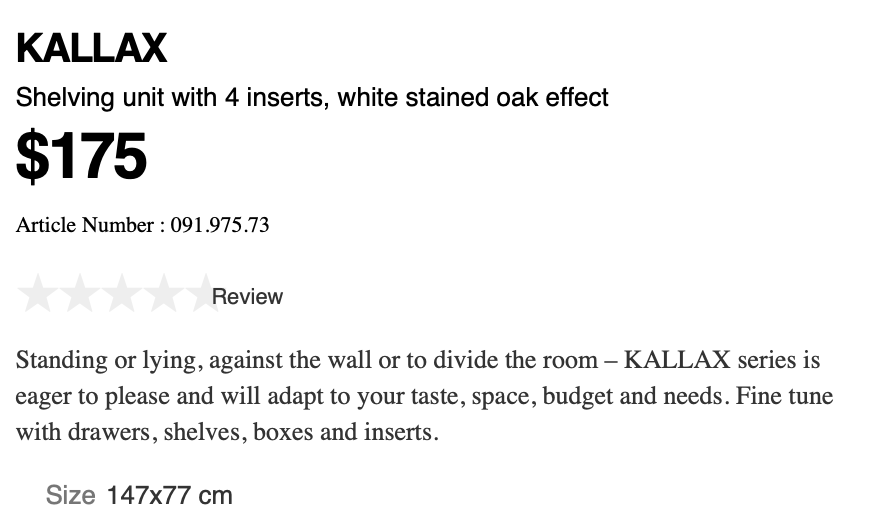 KALLAX
Shelving unit with 4 inserts, white stained oak effect
$175
Article Number : 091.975.73
Review
Standing or lying, against the wall or to divide the room – KALLAX series is
eager to please and will adapt to your taste, space, budget and needs. Fine tune
with drawers, shelves, boxes and inserts.
Size 147x77 cm